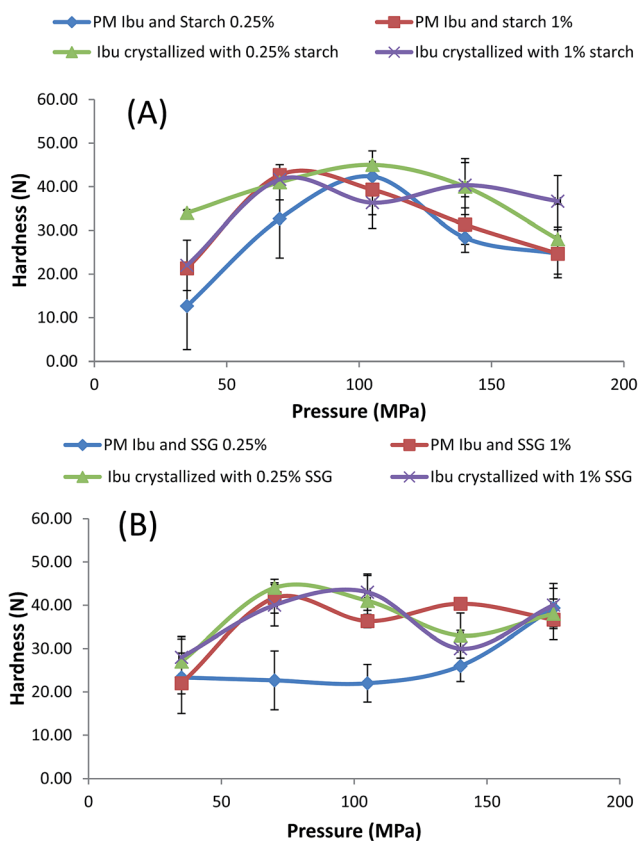 PM Ibu and Starch 0.25%
PM Ibu and starch 1%
Ibu crystallized with 0.25% starch
Ibu crystallized with 1% starch
(A)
Hardness (N)
60.00
50.00
40.00
30.00
20.00
10.00
0.00
0 50 100 150 200
Pressure (MPa)
PM Ibu and SSG 0.25%
PM Ibu and SSG 1%
Ibu crystallized with 0.25% SSG
Ibu crystallized with 1% SSG
(B)
Hardness (N)
60.00
50.00
40.00
30.00
20.00
10.00
0.00
0 50 100 150 200
Pressure (MPa)